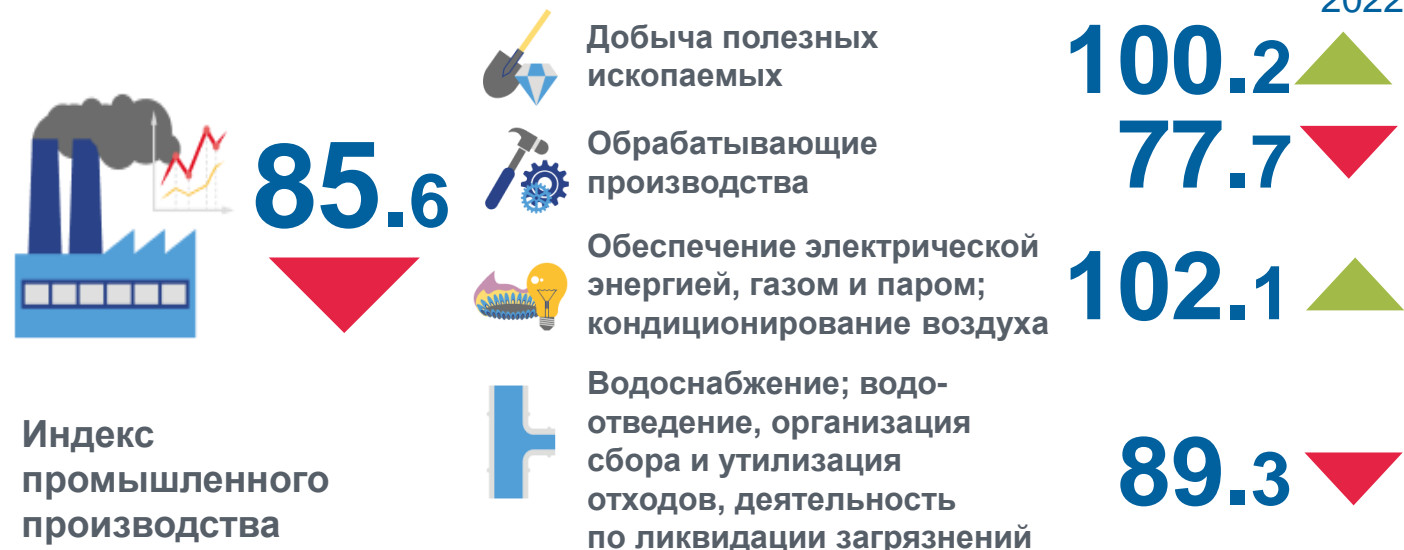 2022
85.6
Индекс
промышленного
производства
Добыча полезных
ископаемых
100.2
Обрабатывающие
производства
77.7
Обеспечение электрической
энергией, газом и паром;
кондиционирование воздуха
102.1
Водоснабжение; водо-
отведение, организация
сбора и утилизация
отходов, деятельность
по ликвидации загрязнений
89.3